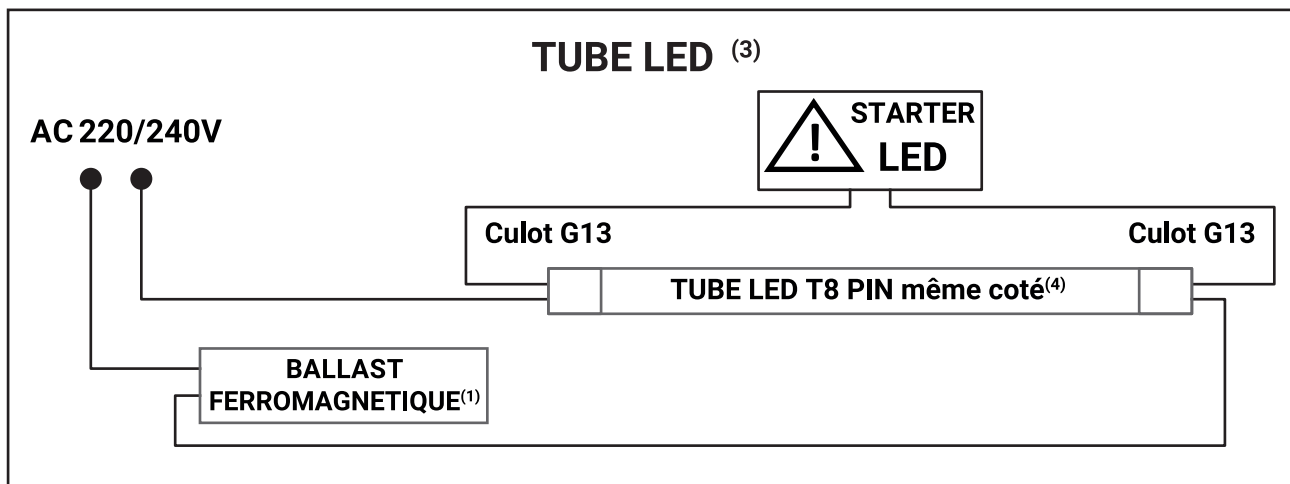 TUBE LED (3)
AC 220/240V
! STARTER
LED
Culot G13
Culot G13
TUBE LED T8 PIN même coté(4)
BALLAST
FERROMAGNETIQUE(1)